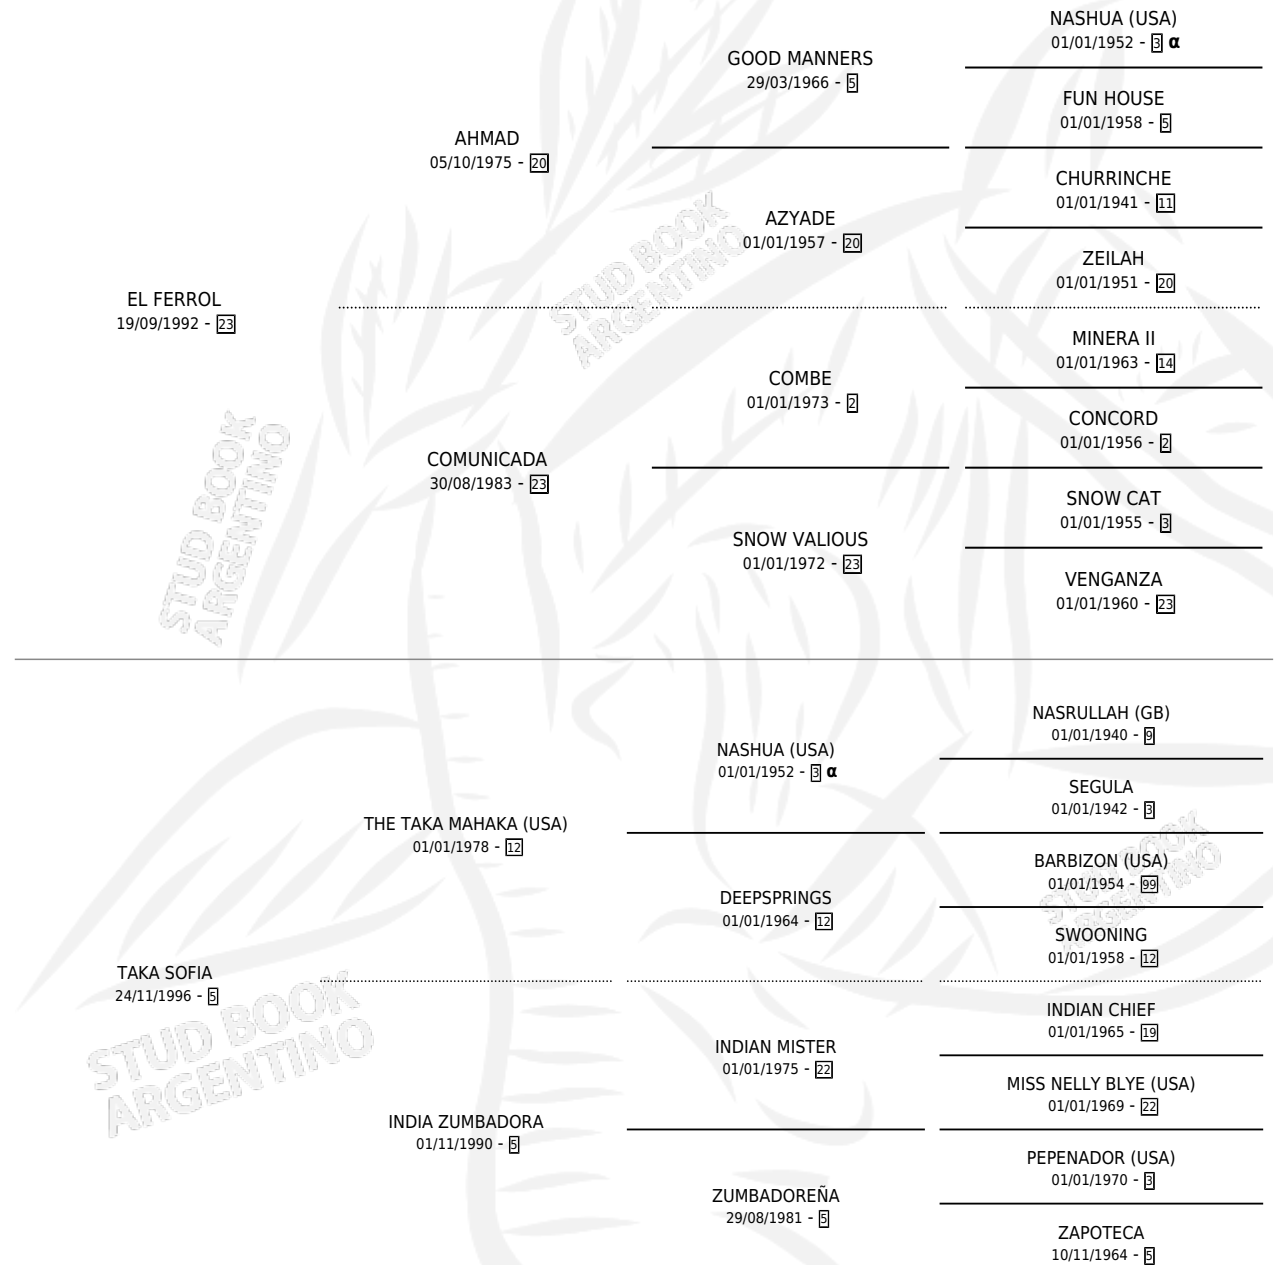 NASHUA (USA)
01/01/1952 - 3 α
GOOD MANNERS
29/03/1966 - 5
FUN HOUSE
01/01/1958 - 5
AHMAD
05/10/1975 - 20
CHURRINCHE
01/01/1941 - 11
AZYADE
01/01/1957 - 20
ZEILAH
01/01/1951 - 20
EL FERROL
19/09/1992 - 23
MINERA II
01/01/1963 - 14
COMBE
01/01/1973 - 2
CONCORD
01/01/1956 - 2
COMUNICADA
30/08/1983 - 23
SNOW CAT
01/01/1955 - 3
SNOW VALIOUS
01/01/1972 - 23
VENGANZA
01/01/1960 - 23
NASRULLAH (GB)
01/01/1940 - 9
NASHUA (USA)
01/01/1952 - 3 α
SEGULA
01/01/1942 - 3
THE TAKA MAHAKA (USA)
01/01/1978 - 12
BARBIZON (USA)
01/01/1954 - 99
DEEPSPRINGS
01/01/1964 - 12
SWOONING
01/01/1958 - 12
TAKA SOFIA
24/11/1996 - 5
INDIAN CHIEF
01/01/1965 - 19
INDIAN MISTER
01/01/1975 - 22
MISS NELLY BLYE (USA)
01/01/1969 - 22
INDIA ZUMBADORA
01/11/1990 - 5
PEPENADOR (USA)
01/01/1970 - 3
ZUMBADOREÑA
29/08/1981 - 5
ZAPOTECA
10/11/1964 - 5
STUD BOOK
ARGENTINO
STUD BOOK
ARGENTINO
STUD BOOK
ARGENTINO
STUD BOOK
ARGENTINO